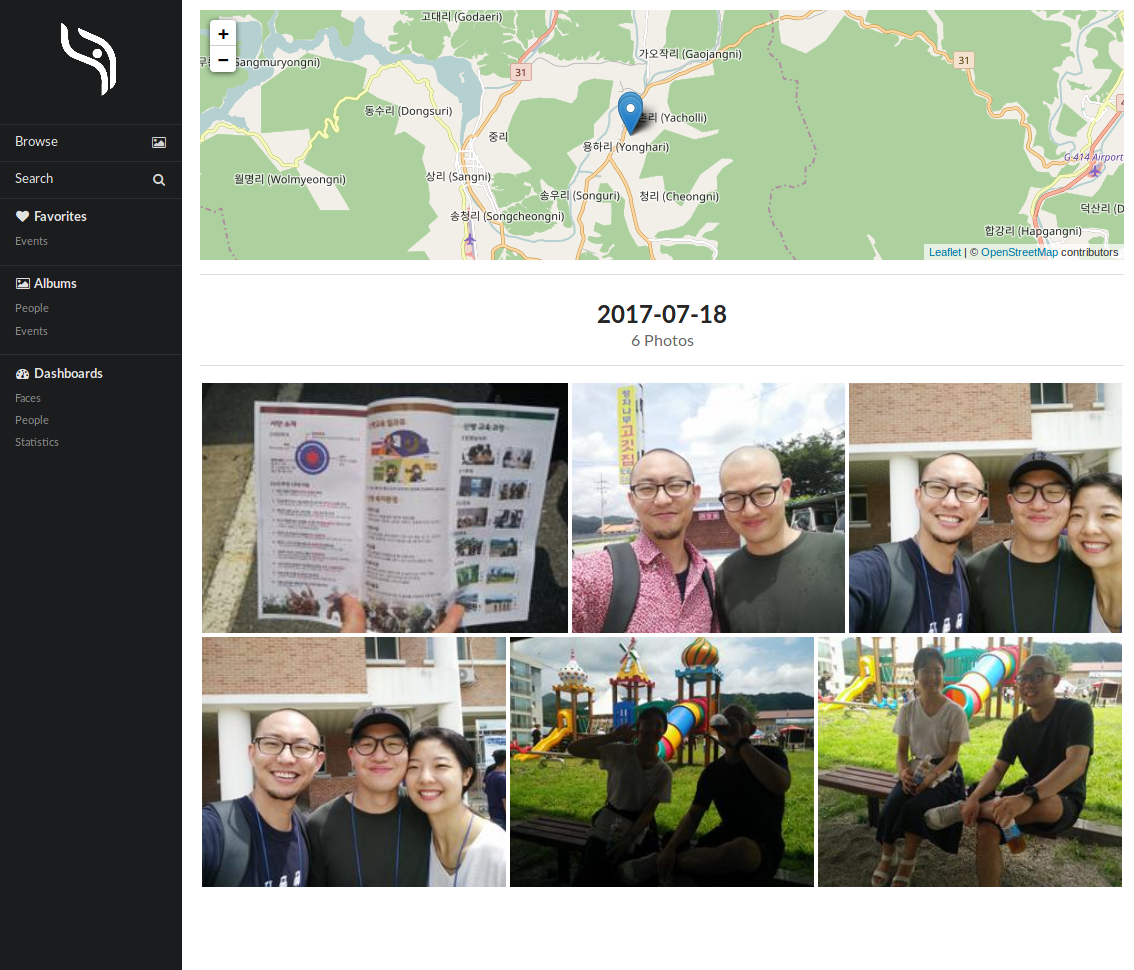 Browse
Search
Favorites
Events
Albums
People
Events
Dashboards
Faces
People
Statistics
+
−
고대리 (Godaeri)
가오작리 (Gaojangni)
Sangmuryongni)
31
31
동수리 (Dongsuri)
(Yacholli)
중리
용하리 (Yonghari)
G-414 Airport
월명리 (Wolmyeongni)
상리 (Sangni)
송우리 (Songuri)
청리 (Cheongni)
덕산리 (D
송청리 (Songcheongni)
합강리 (Hapgangni)
Leaflet | © OpenStreetMap contributors
2017-07-18
6 Photos
고깃집